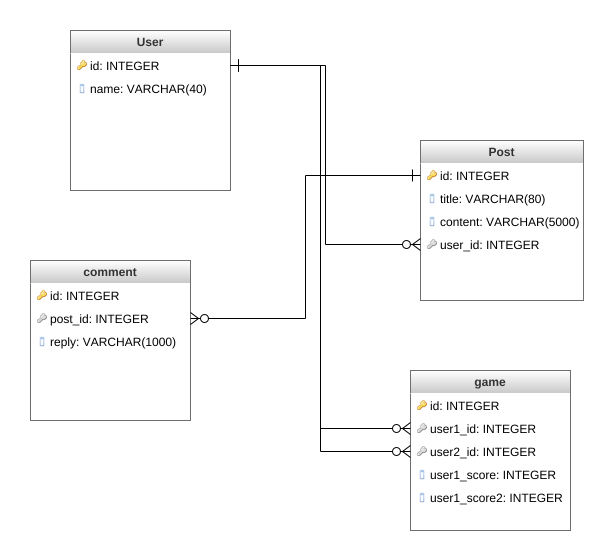 User
id: INTEGER
name: VARCHAR(40)
Post
id: INTEGER
title: VARCHAR(80)
content: VARCHAR(5000)
user_id: INTEGER
comment
id: INTEGER
post_id: INTEGER
reply: VARCHAR(1000)
game
id: INTEGER
user1_id: INTEGER
user2_id: INTEGER
user1_score: INTEGER
user1_score2: INTEGER